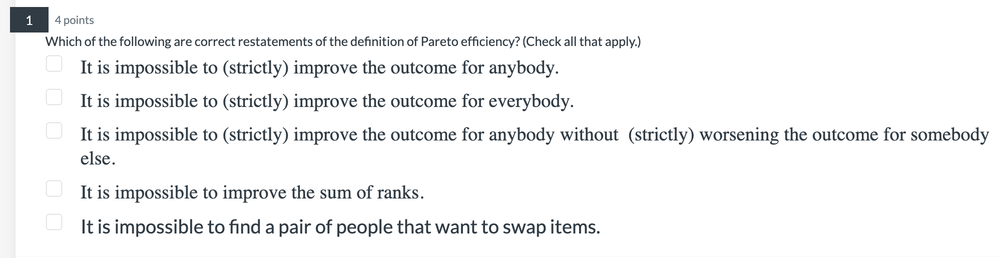 1 4 points
Which of the following are correct restatements of the definition of Pareto efficiency? (Check all that apply.)
It is impossible to (strictly) improve the outcome for anybody.
It is impossible to (strictly) improve the outcome for everybody.
It is impossible to (strictly) improve the outcome for anybody without (strictly) worsening the outcome for somebody
else.
It is impossible to improve the sum of ranks.
It is impossible to find a pair of people that want to swap items.